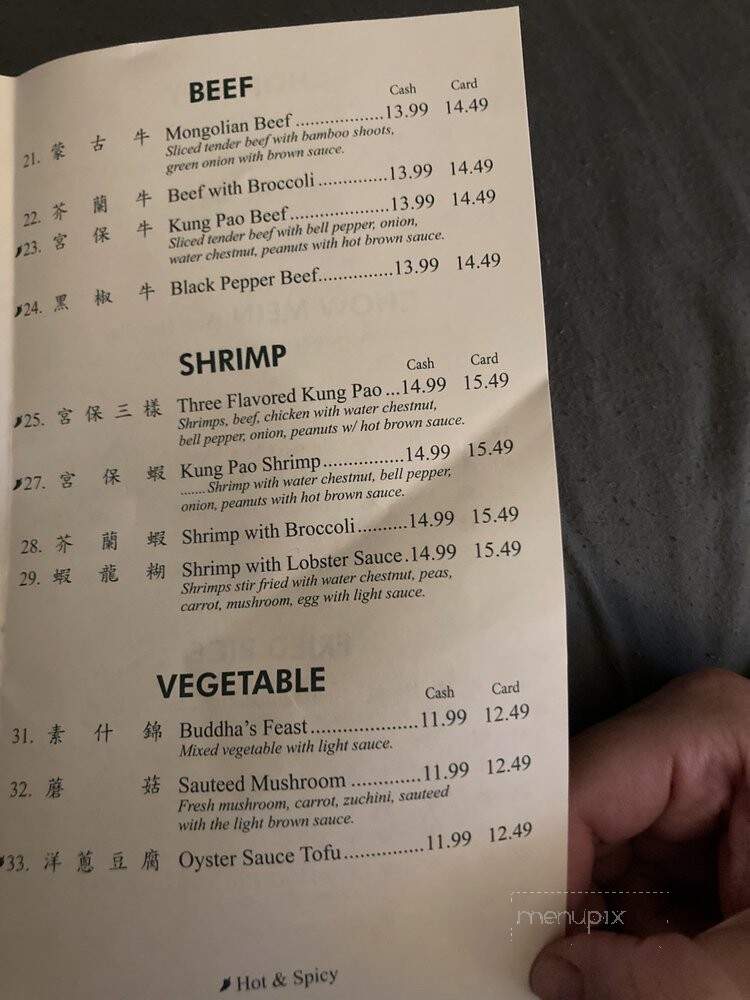 BEEF
Cash Card
21. 蒙古牛 Mongolian Beef ..................13.99 14.49
Sliced tender beef with bamboo shoots,
green onion with brown sauce.
22. 芥蘭牛 Beef with Broccoli ...............13.99 14.49
23. 宮保牛 Kung Pao Beef.....................13.99 14.49
Sliced tender beef with bell pepper, onion,
water chestnut, peanuts with hot brown sauce.
24. 黑椒牛 Black Pepper Beef................13.99 14.49
SHRIMP
Cash Card
25. 宮保三樣 Three Flavored Kung Pao ...14.99 15.49
Shrimps, beef, chicken with water chestnut,
bell pepper, onion, peanuts w/ hot brown sauce.
27. 宮保蝦 Kung Pao Shrimp.................14.99 15.49
....... Shrimp with water chestnut, bell pepper,
onion, peanuts with hot brown sauce.
28. 芥蘭蝦 Shrimp with Broccoli..........14.99 15.49
29. 蝦龍糊 Shrimp with Lobster Sauce.14.99 15.49
Shrimps stir fried with water chestnut, peas,
carrot, mushroom, egg with light sauce.
VEGETABLE
Cash Card
31. 素什錦 Buddha's Feast.....................11.99 12.49
Mixed vegetable with light sauce.
32. 蘑菇 Sauteed Mushroom ..............11.99 12.49
Fresh mushroom, carrot, zuchini, sauteed
with the light brown sauce.
33. 洋蔥豆腐 Oyster Sauce Tofu................11.99 12.49
Hot & Spicy
menupix